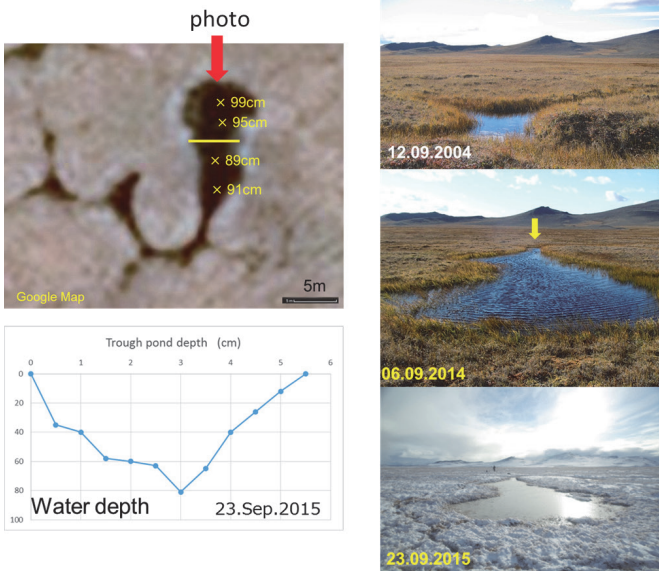 photo
× 99cm
× 95cm
× 89cm
× 91cm
5m
Google Map
Trough pond depth (cm)
0 1 2 3 4 5 6
0
20
40
60
80
100
Water depth 23.Sep.2015
12.09.2004
06.09.2014
23.09.2015